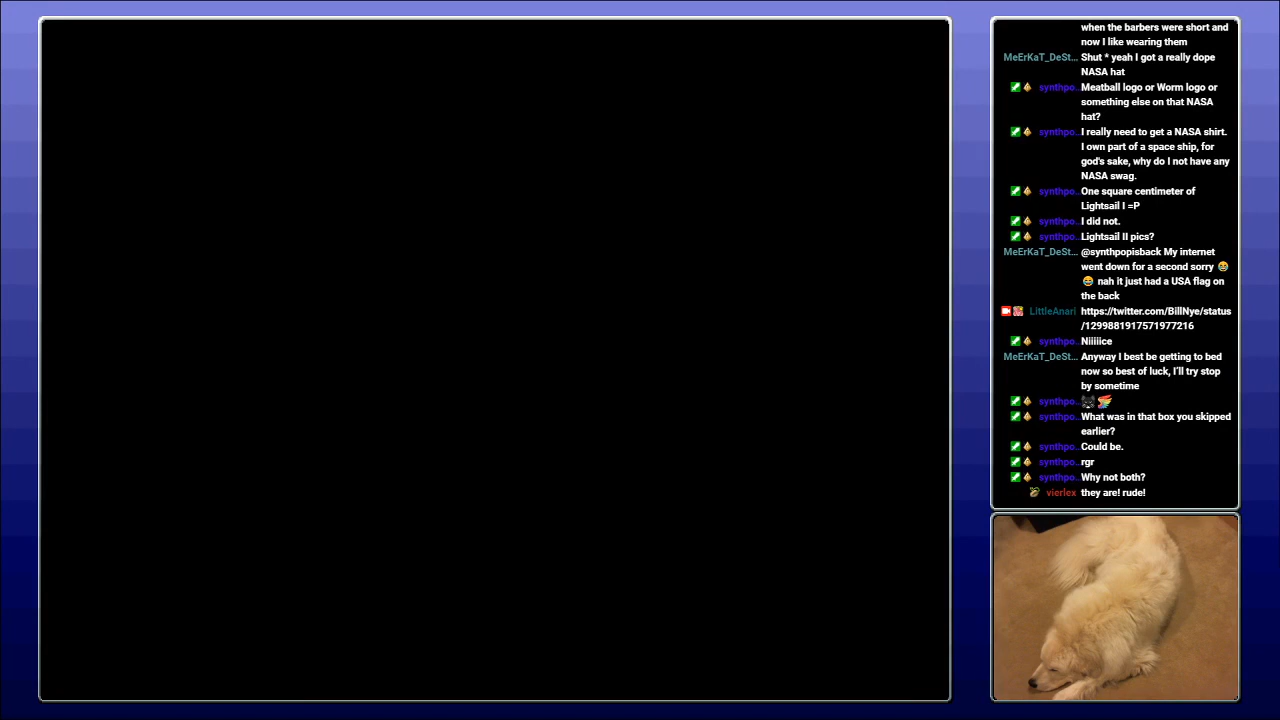 when the barbers were short and
now I like wearing them
MeErKaT_DeSt... Shut * yeah I got a really dope
NASA hat
synthpo... Meatball logo or Worm logo or
something else on that NASA
hat?
synthpo... I really need to get a NASA shirt.
I own part of a space ship, for
god's sake, why do I not have any
NASA swag.
synthpo... One square centimeter of
Lightsail I =P
synthpo... I did not.
synthpo... Lightsail II pics?
MeErKaT_DeSt... @synthpopisback My internet
went down for a second sorry 😂
😂 nah it just had a USA flag on
the back
LittleAnari https://twitter.com/BillNye/status
/1299881917571977216
synthpo... Niiiiice
MeErKaT_DeSt... Anyway I best be getting to bed
now so best of luck, I'll try stop
by sometime
synthpo...
synthpo... What was in that box you skipped
earlier?
synthpo... Could be.
synthpo... rgr
synthpo... Why not both?
vierlex they are! rude!